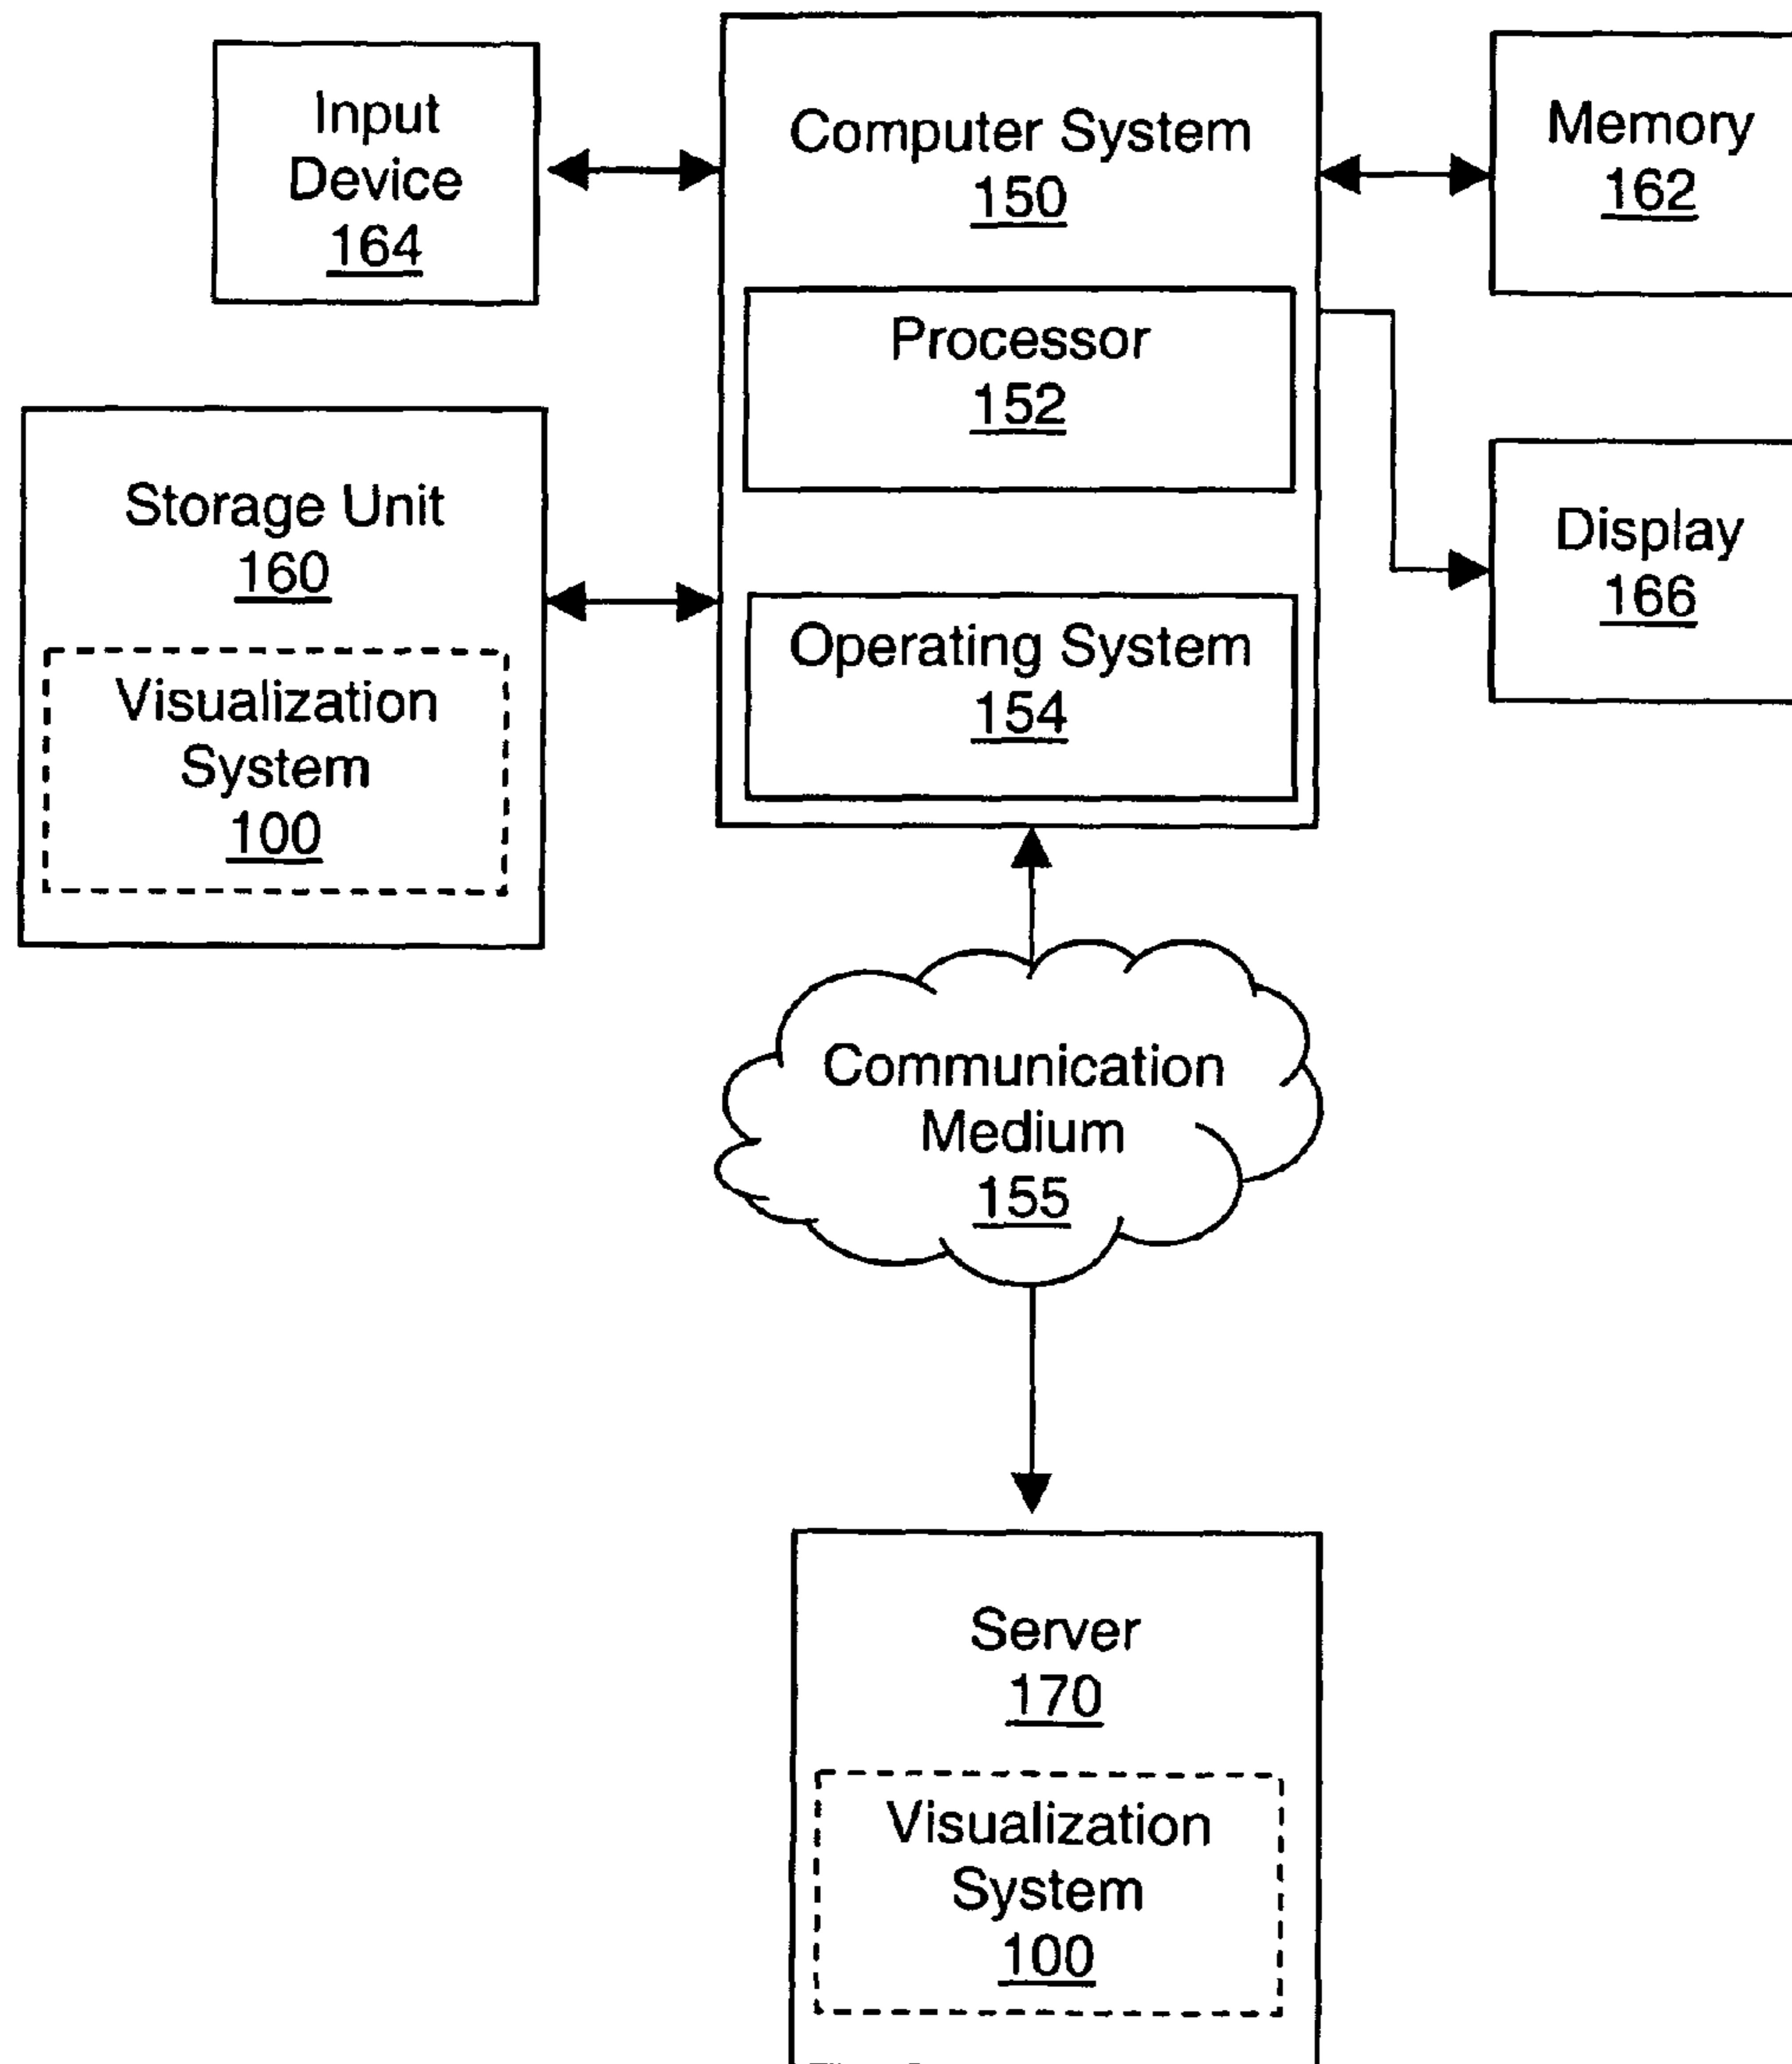 Input
Device
164
Computer System
150
Memory
162
Processor
152
Storage Unit
160
Display
166
Operating System
154
Visualization
System
100
Communication
Medium
155
Server
170
Visualization
System
100